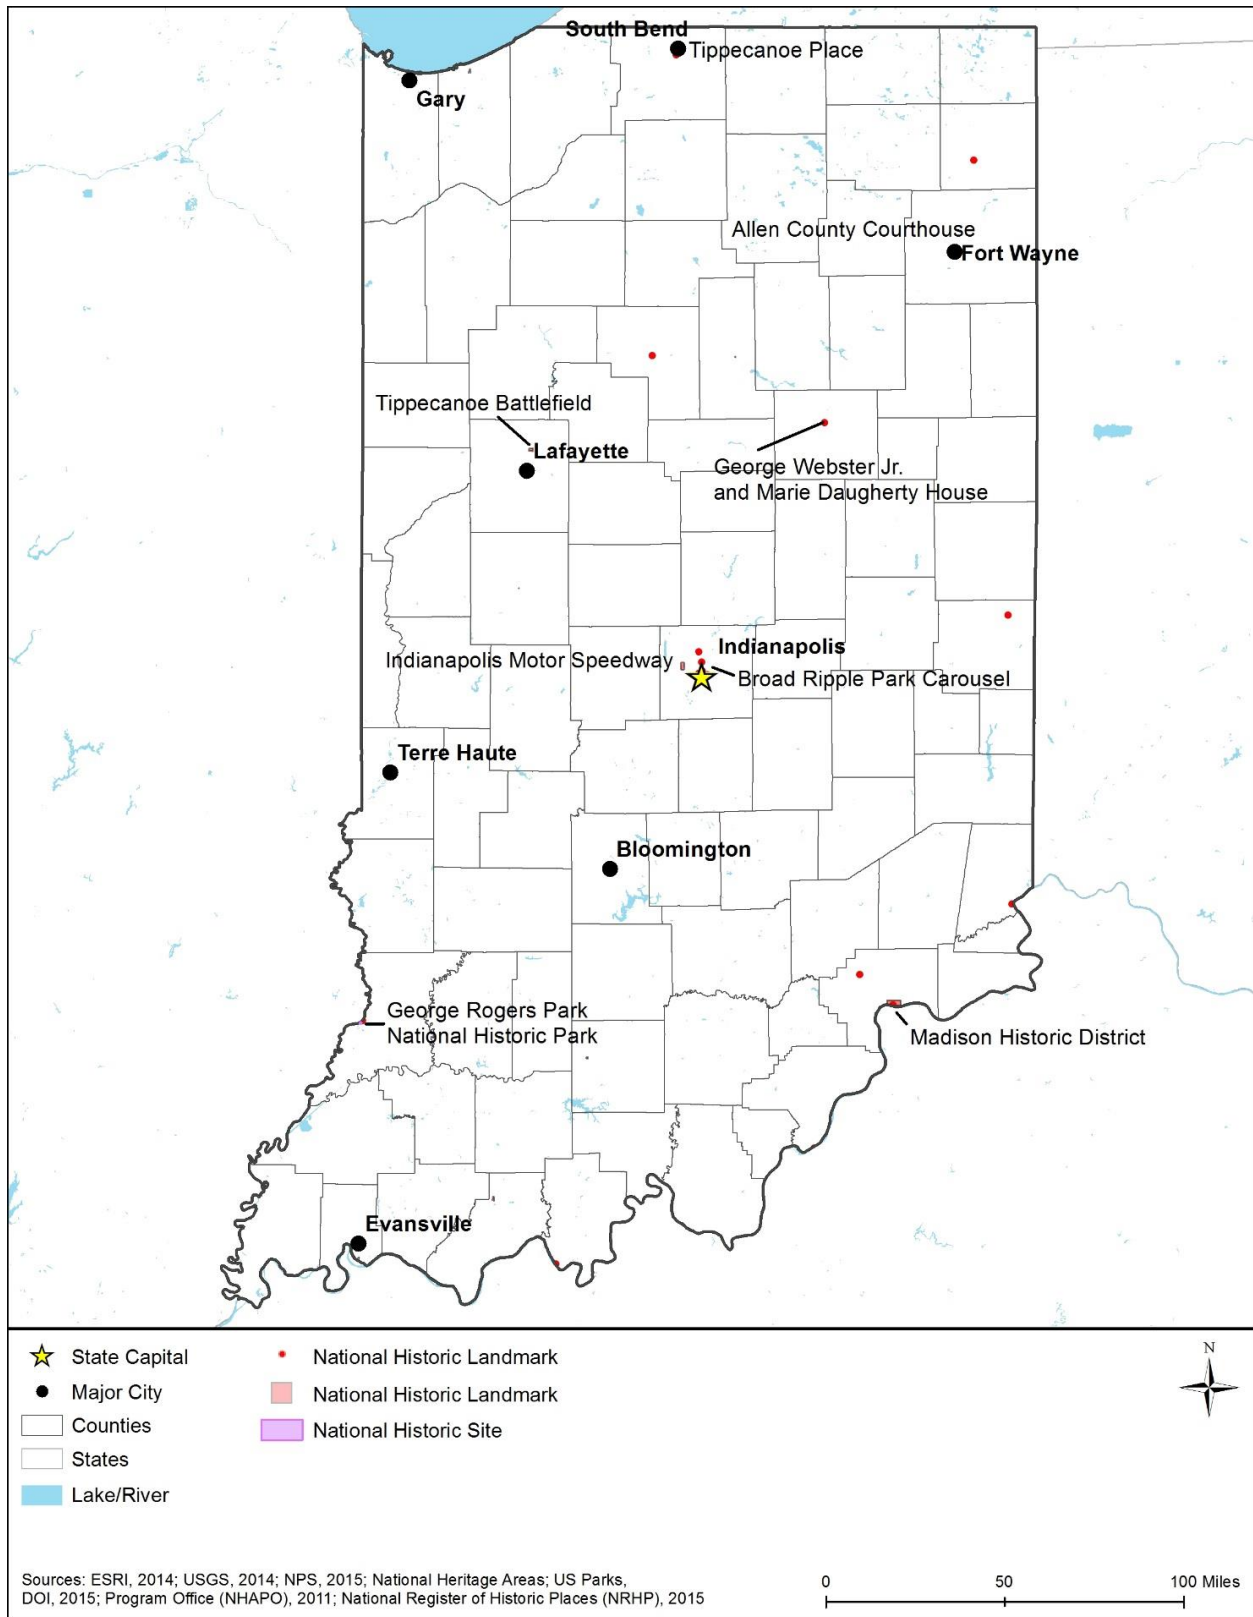 South Bend
Tippecanoe Place
Gary
Allen County Courthouse
Fort Wayne
Tippecanoe Battlefield
Lafayette
George Webster Jr.
and Marie Daugherty House
Indianapolis
Indianapolis Motor Speedway
Broad Ripple Park Carousel
Terre Haute
Bloomington
George Rogers Park
National Historic Park
Madison Historic District
Evansville
State Capital
Major City
Counties
States
Lake/River
National Historic Landmark
National Historic Landmark
National Historic Site
N
Sources: ESRI, 2014; USGS, 2014; NPS, 2015; National Heritage Areas; US Parks,
DOI, 2015; Program Office (NHAPO), 2011; National Register of Historic Places (NRHP), 2015
0 50 100 Miles